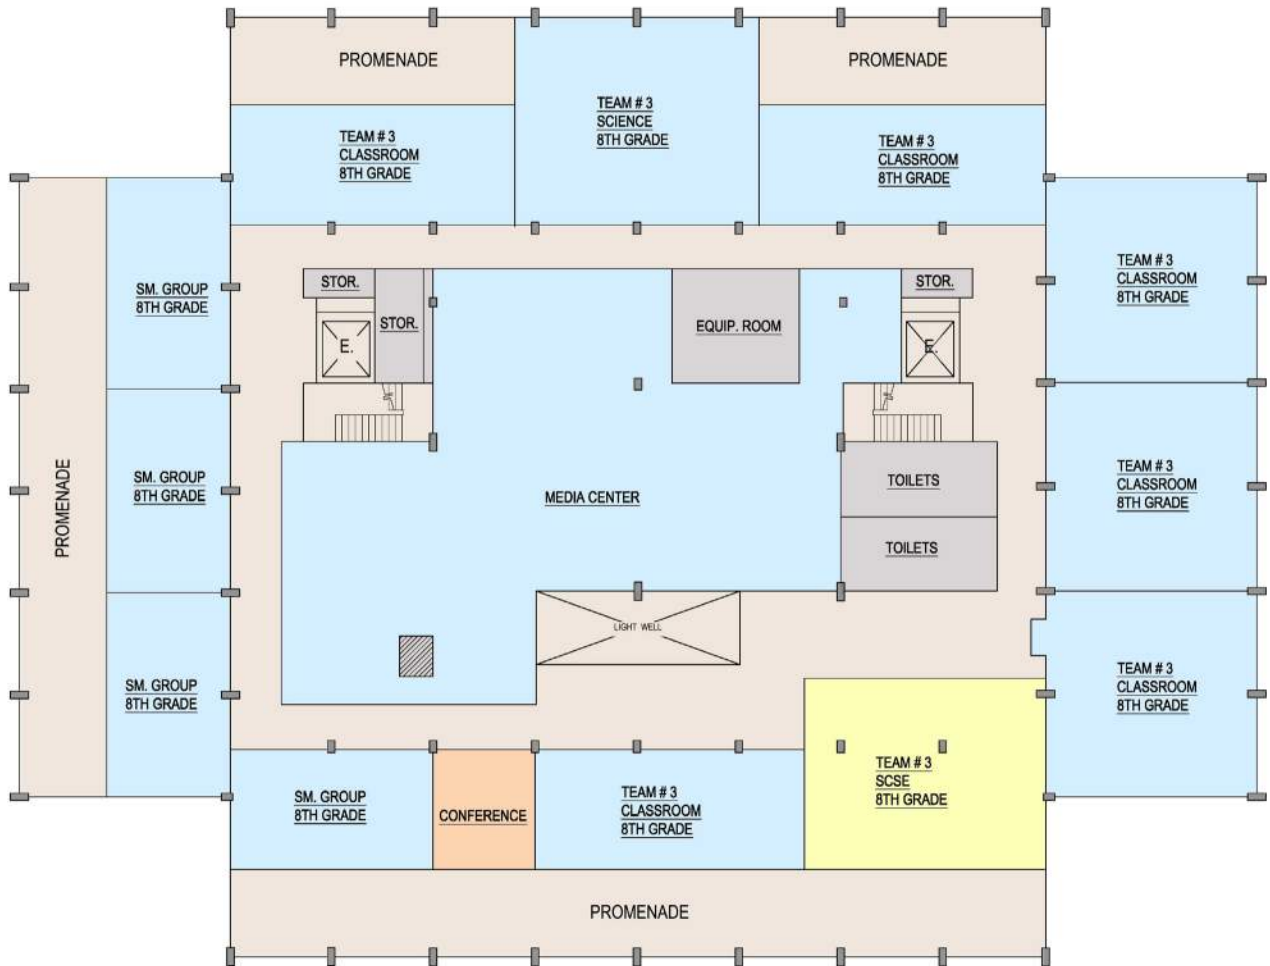 PROMENADE
PROMENADE
TEAM # 3
SCIENCE
8TH GRADE
TEAM # 3
CLASSROOM
8TH GRADE
TEAM # 3
CLASSROOM
8TH GRADE
TEAM # 3
CLASSROOM
8TH GRADE
SM. GROUP
8TH GRADE
STOR.
STOR.
STOR.
EQUIP. ROOM
E.
E.
PROMENADE
SM. GROUP
8TH GRADE
MEDIA CENTER
TOILETS
TOILETS
TEAM # 3
CLASSROOM
8TH GRADE
LIGHT WELL
SM. GROUP
8TH GRADE
TEAM # 3
CLASSROOM
8TH GRADE
SM. GROUP
8TH GRADE
CONFERENCE
TEAM # 3
CLASSROOM
8TH GRADE
TEAM # 3
SCSE
8TH GRADE
PROMENADE